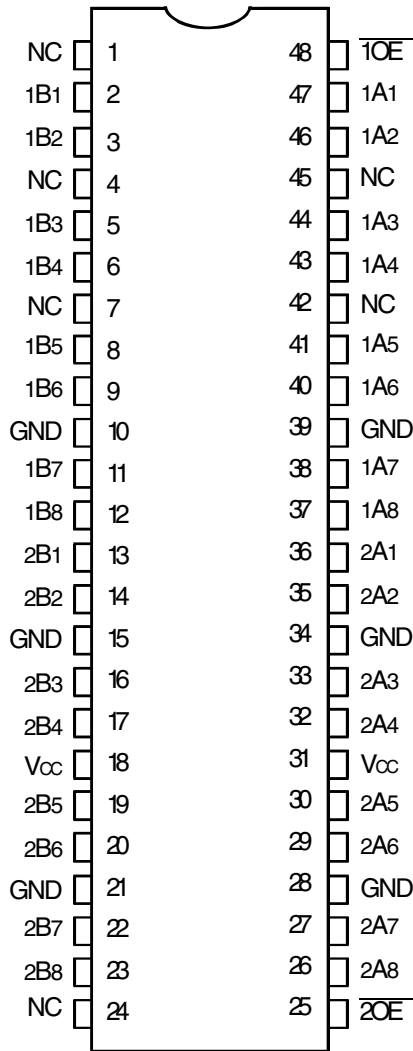 NC 1 48 1OE
1B1 2 47 1A1
1B2 3 46 1A2
NC 4 45 NC
1B3 5 44 1A3
1B4 6 43 1A4
NC 7 42 NC
1B5 8 41 1A5
1B6 9 40 1A6
GND 10 39 GND
1B7 11 38 1A7
1B8 12 37 1A8
2B1 13 36 2A1
2B2 14 35 2A2
GND 15 34 GND
2B3 16 33 2A3
2B4 17 32 2A4
VCC 18 31 VCC
2B5 19 30 2A5
2B6 20 29 2A6
GND 21 28 GND
2B7 22 27 2A7
2B8 23 26 2A8
NC 24 25 2OE